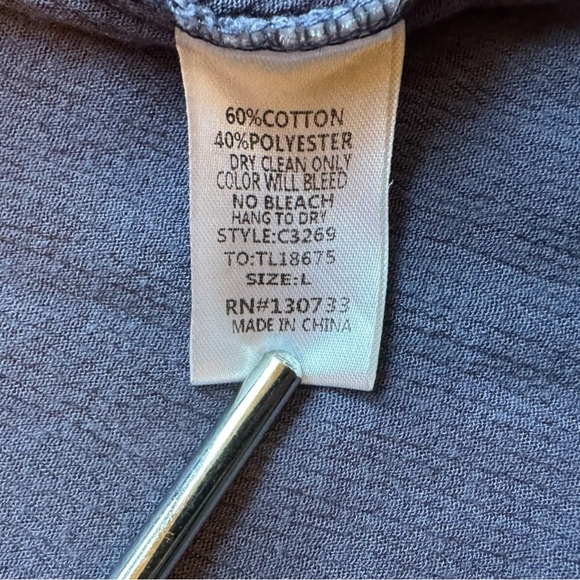 60%COTTON
40%POLYESTER
DRY CLEAN ONLY
COLOR WILL BLEED
NO BLEACH
HANG TO DRY
STYLE:C3269
TO:TL18675
SIZE:L
RN#130733
MADE IN CHINA